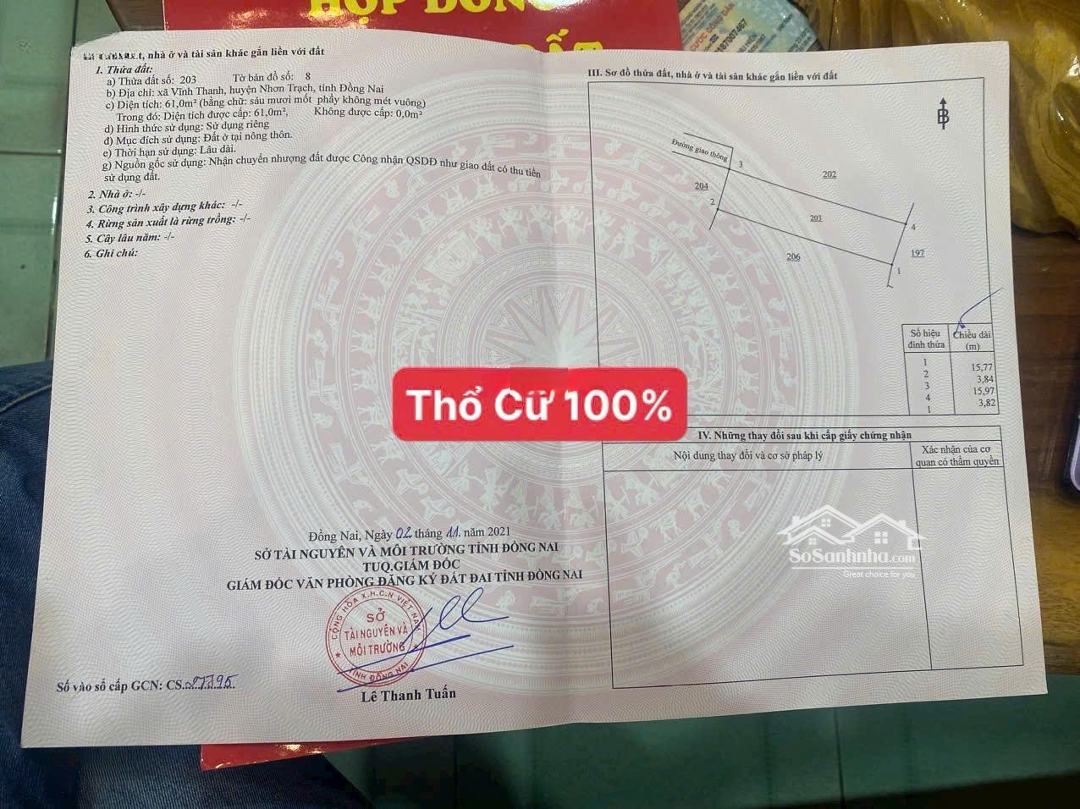 HỢP ĐỒNG
ĐẤT
nhà ở và tài sản khác gắn liền với đất
1. Thửa đất:
a) Thửa đất số: 203 Tờ bản đồ số: 8
b) Địa chỉ: xã Vĩnh Thanh, huyện Nhơn Trạch, tỉnh Đồng Nai
c) Diện tích: 61,0m² (bằng chữ: sáu mươi mốt phẩy không mét vuông)
Trong đó: Diện tích được cấp: 61,0m², Không được cấp: 0,0m²
d) Hình thức sử dụng: Sử dụng riêng
đ) Mục đích sử dụng: Đất ở tại nông thôn.
e) Thời hạn sử dụng: Lâu dài.
g) Nguồn gốc sử dụng: Nhận chuyển nhượng đất được Công nhận QSDĐ như giao đất có thu tiền
sử dụng đất.
2. Nhà ở: -/-
3. Công trình xây dựng khác: -/-
4. Rừng sản xuất là rừng trồng: -/-
5. Cây lâu năm: -/-
6. Ghi chú:
Đồng Nai, Ngày 02 tháng 11 năm 2021
SỞ TÀI NGUYÊN VÀ MÔI TRƯỜNG TỈNH ĐỒNG NAI
TUQ.GIÁM ĐỐC
GIÁM ĐỐC VĂN PHÒNG ĐĂNG KÝ ĐẤT ĐAI TỈNH ĐỒNG NAI
CỘNG HÒA X.H.C.N VIỆT NAM
SỞ
TÀI NGUYÊN VÀ
MÔI TRƯỜNG
TỈNH ĐỒNG NAI
Lê Thanh Tuấn
Số vào sổ cấp GCN: CS
III. Sơ đồ thửa đất, nhà ở và tài sản khác gắn liền với đất
B
Đường giao thông
3
202
204
2
201
4
197
206
1
Số hiệu đỉnh thửa Chiều dài (m)
1
15,77
2
3,84
3
15,97
4
3,82
1
Thổ Cư 100%
IV. Những thay đổi sau khi cấp giấy chứng nhận
Nội dung thay đổi và cơ sở pháp lý
Xác nhận của cơ
quan có thẩm quyền
SoSanhnha.com
Great choice for you